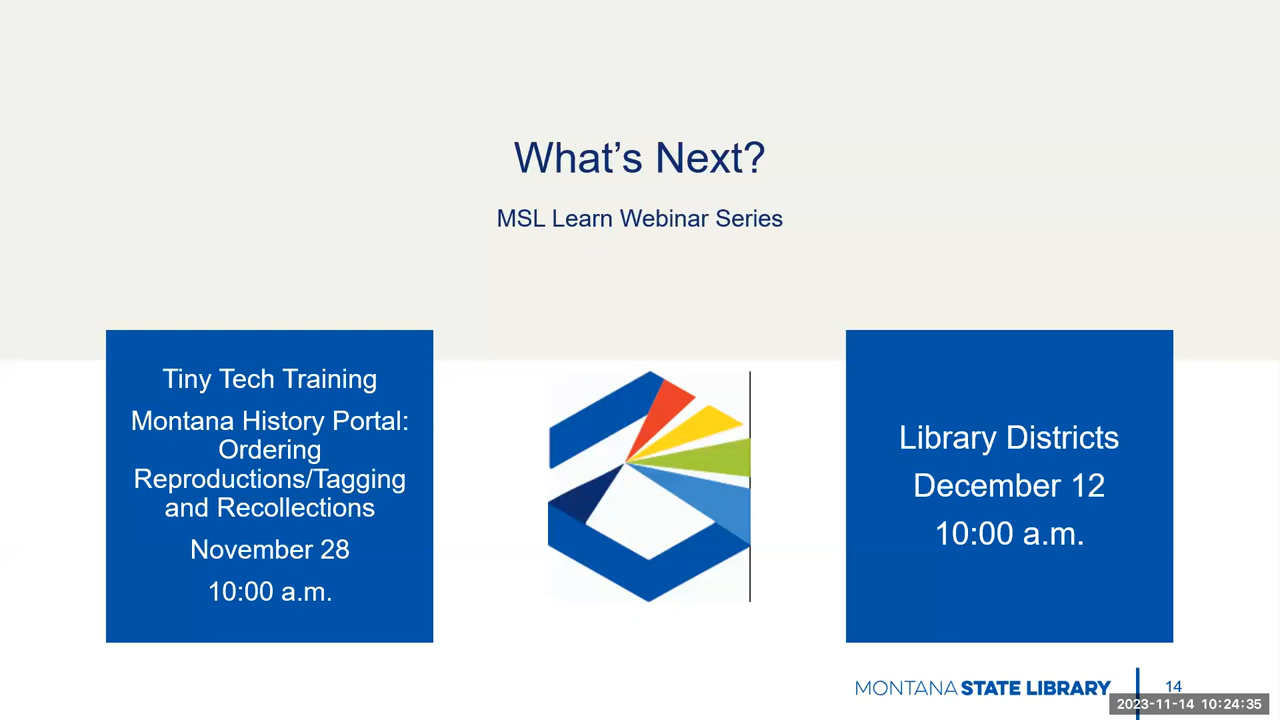 What’s Next?
MSL Learn Webinar Series
Tiny Tech Training
Montana History Portal:
Ordering
Reproductions/Tagging
and Recollections
November 28
10:00 a.m.
Library Districts
December 12
10:00 a.m.
MONTANA STATE LIBRARY
14
2023-11-14 10:24:35